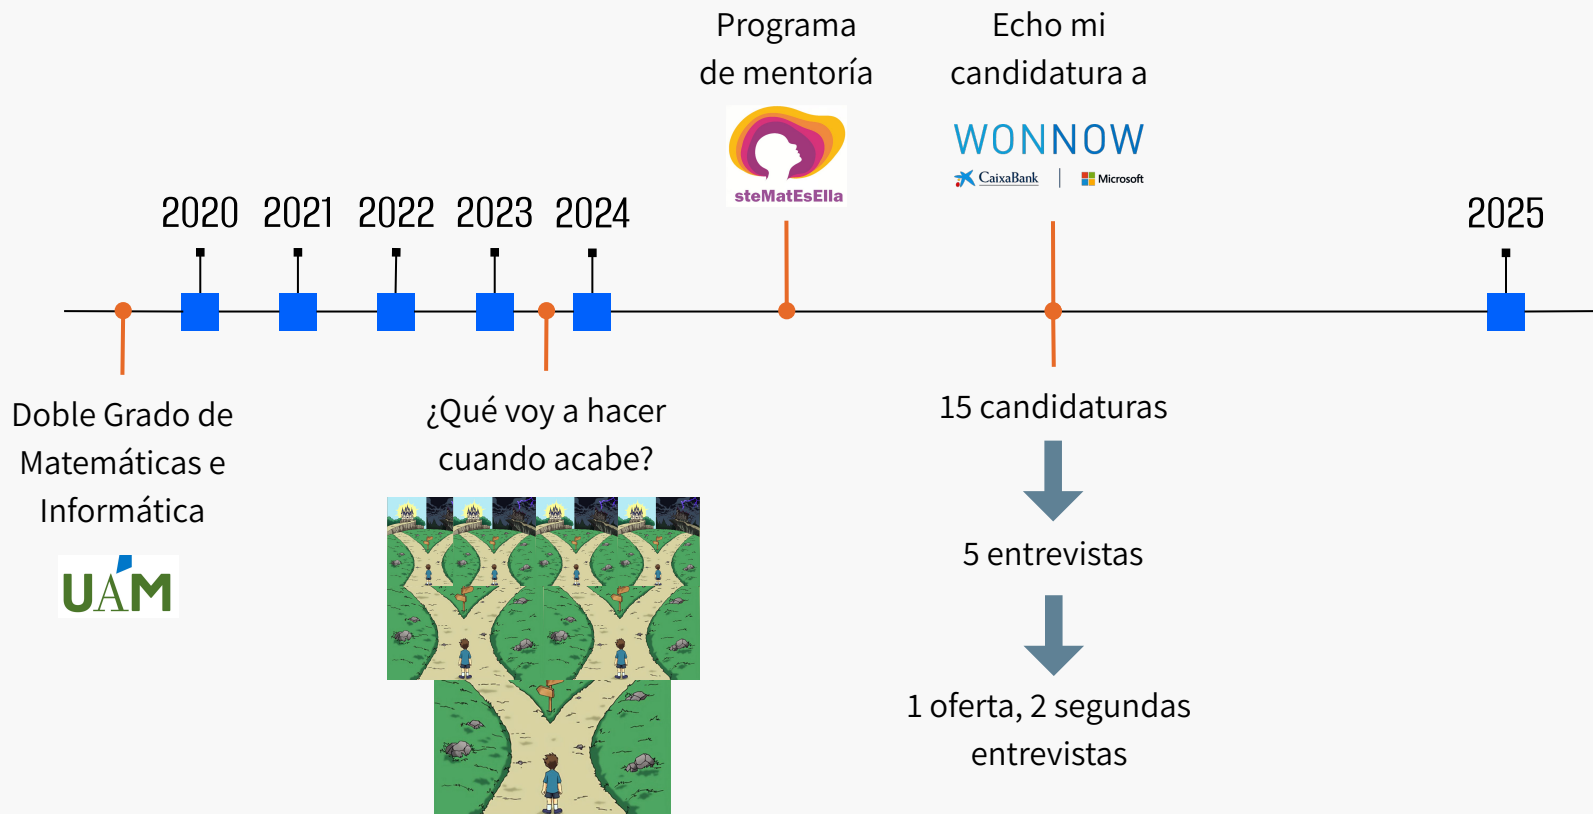 Programa
de mentoría
steMatEsElla
Echo mi
candidatura a
WONNOW
CaixaBank | Microsoft
2020 2021 2022 2023 2024 2025
Doble Grado de
Matemáticas e
Informática
UAM
¿Qué voy a hacer
cuando acabe?
15 candidaturas
5 entrevistas
1 oferta, 2 segundas
entrevistas